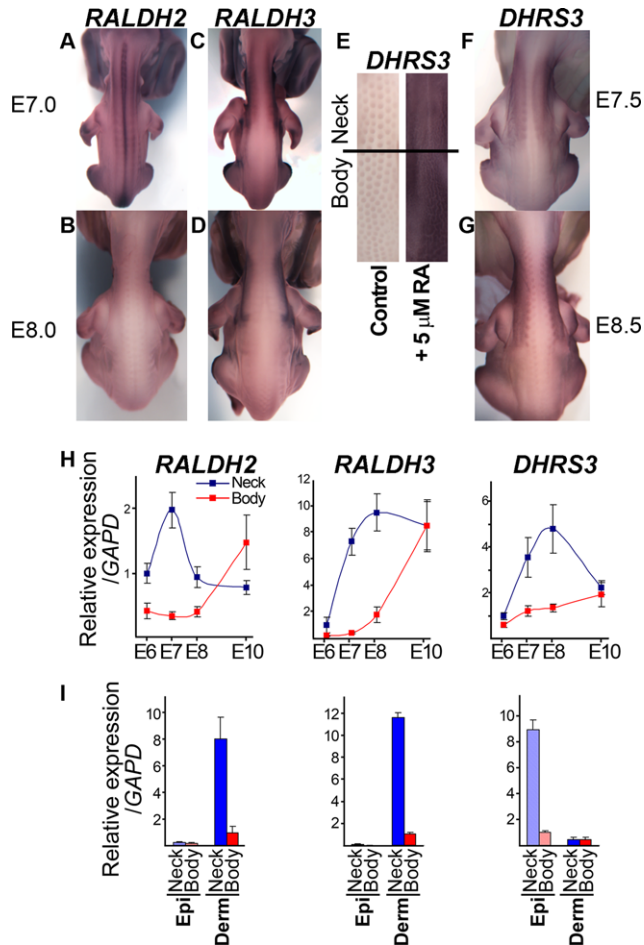 RALDH2 RALDH3 DHRS3
A C E F
DHRS3
E7.0 E7.5
Neck
Body
B D G
E8.0 E8.5
Control
+ 5 μM RA
H RALDH2 RALDH3 DHRS3
Relative expression
/GAPD
Neck
Body
2
1
E6 E7 E8 E10
10
8
6
4
2
E6 E7 E8 E10
6
4
2
E6 E7 E8 E10
I
Relative expression
/GAPD
8
6
4
2
Neck
Body
Neck
Body
Epi
Derm
12
10
8
6
4
2
Neck
Body
Neck
Body
Epi
Derm
10
8
6
4
2
Neck
Body
Neck
Body
Epi
Derm